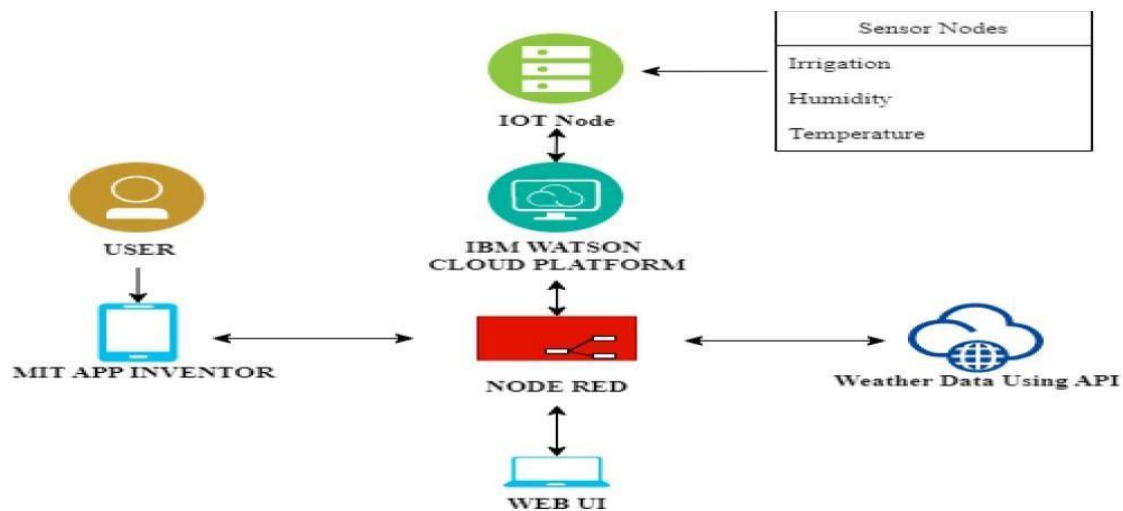 Sensor Nodes
Irrigation
Humidity
Temperature
IOT Node
USER
IBM WATSON
CLOUD PLATFORM
MIT APP INVENTOR
NODE RED
Weather Data Using API
WEB UI